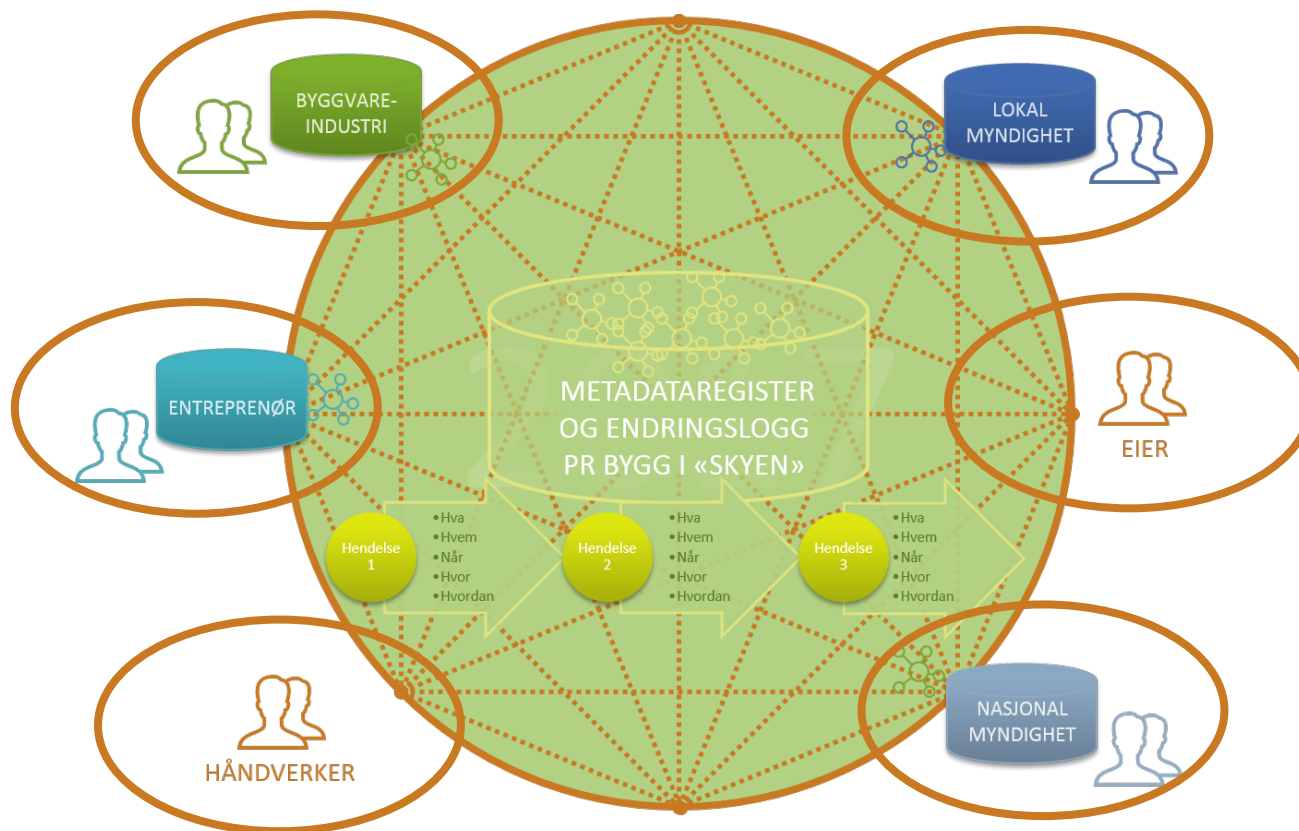 BYGGVARE-
INDUSTRI
LOKAL
MYNDIGHET
ENTREPRENØR
METADATAREGISTER
OG ENDRINGSLOGG
PR BYGG I «SKYEN»
EIER
Hendelse
1
•Hva
•Hvem
•Når
•Hvor
•Hvordan
Hendelse
2
•Hva
•Hvem
•Når
•Hvor
•Hvordan
Hendelse
3
•Hva
•Hvem
•Når
•Hvor
•Hvordan
HÅNDVERKER
NASJONAL
MYNDIGHET